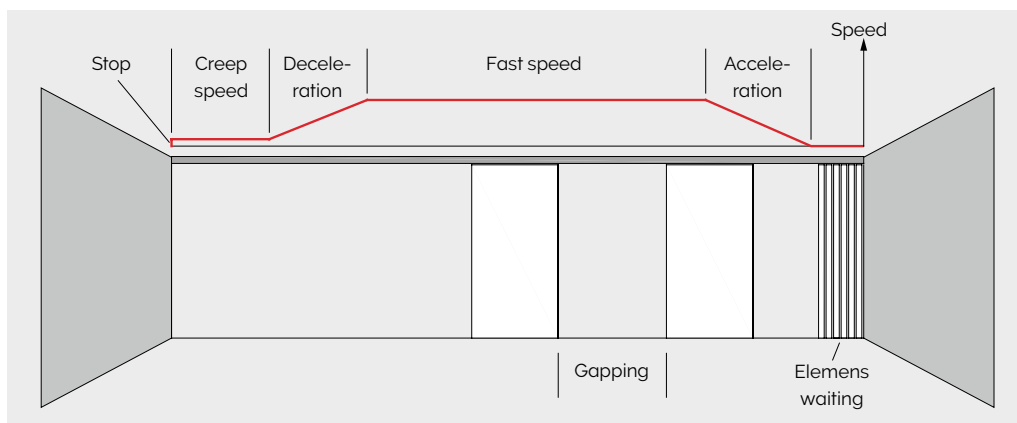 Speed
Stop
Creep
speed
Decele-
ration
Fast speed
Accele-
ration
Gapping
Elemens
waiting